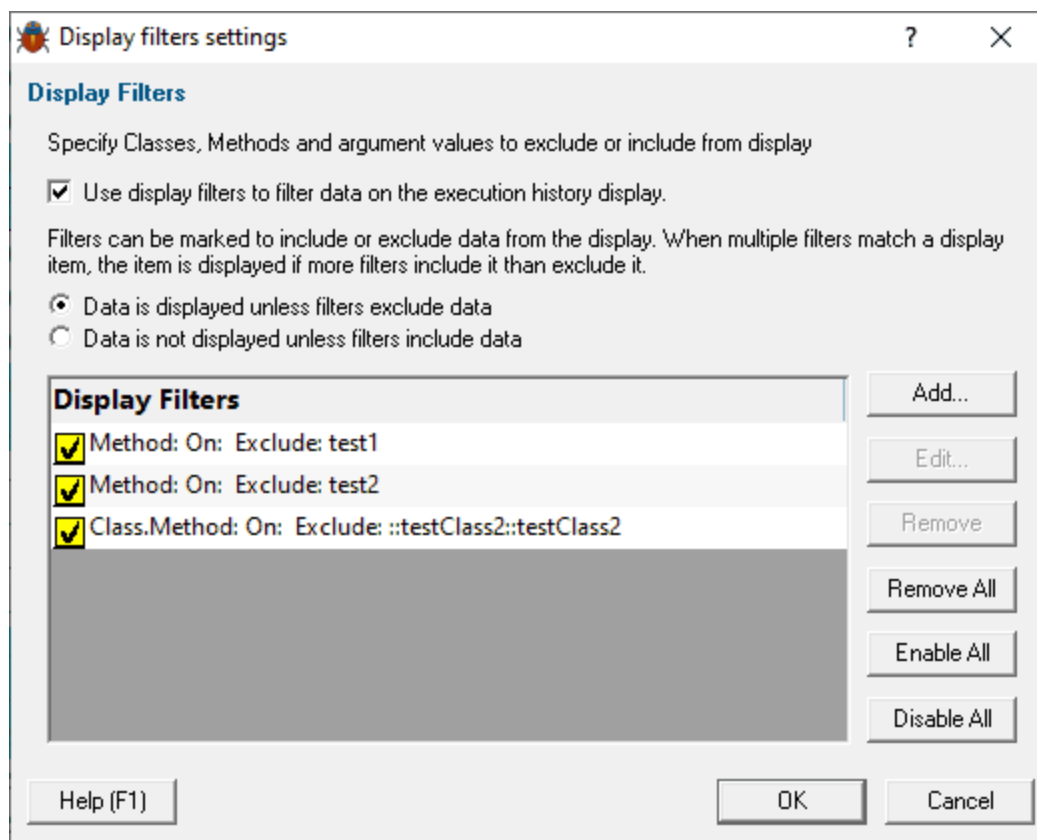 Display filters settings
Display Filters
Specify Classes, Methods and argument values to exclude or include from display
Use display filters to filter data on the execution history display.
Filters can be marked to include or exclude data from the display. When multiple filters match a display
item, the item is displayed if more filters include it than exclude it.
Data is displayed unless filters exclude data
Data is not displayed unless filters include data
Display Filters
Method: On:  Exclude: test1
Method: On:  Exclude: test2
Class.Method: On:  Exclude: ::testClass2::testClass2
Add...
Edit...
Remove
Remove All
Enable All
Disable All
Help (F1)
OK
Cancel